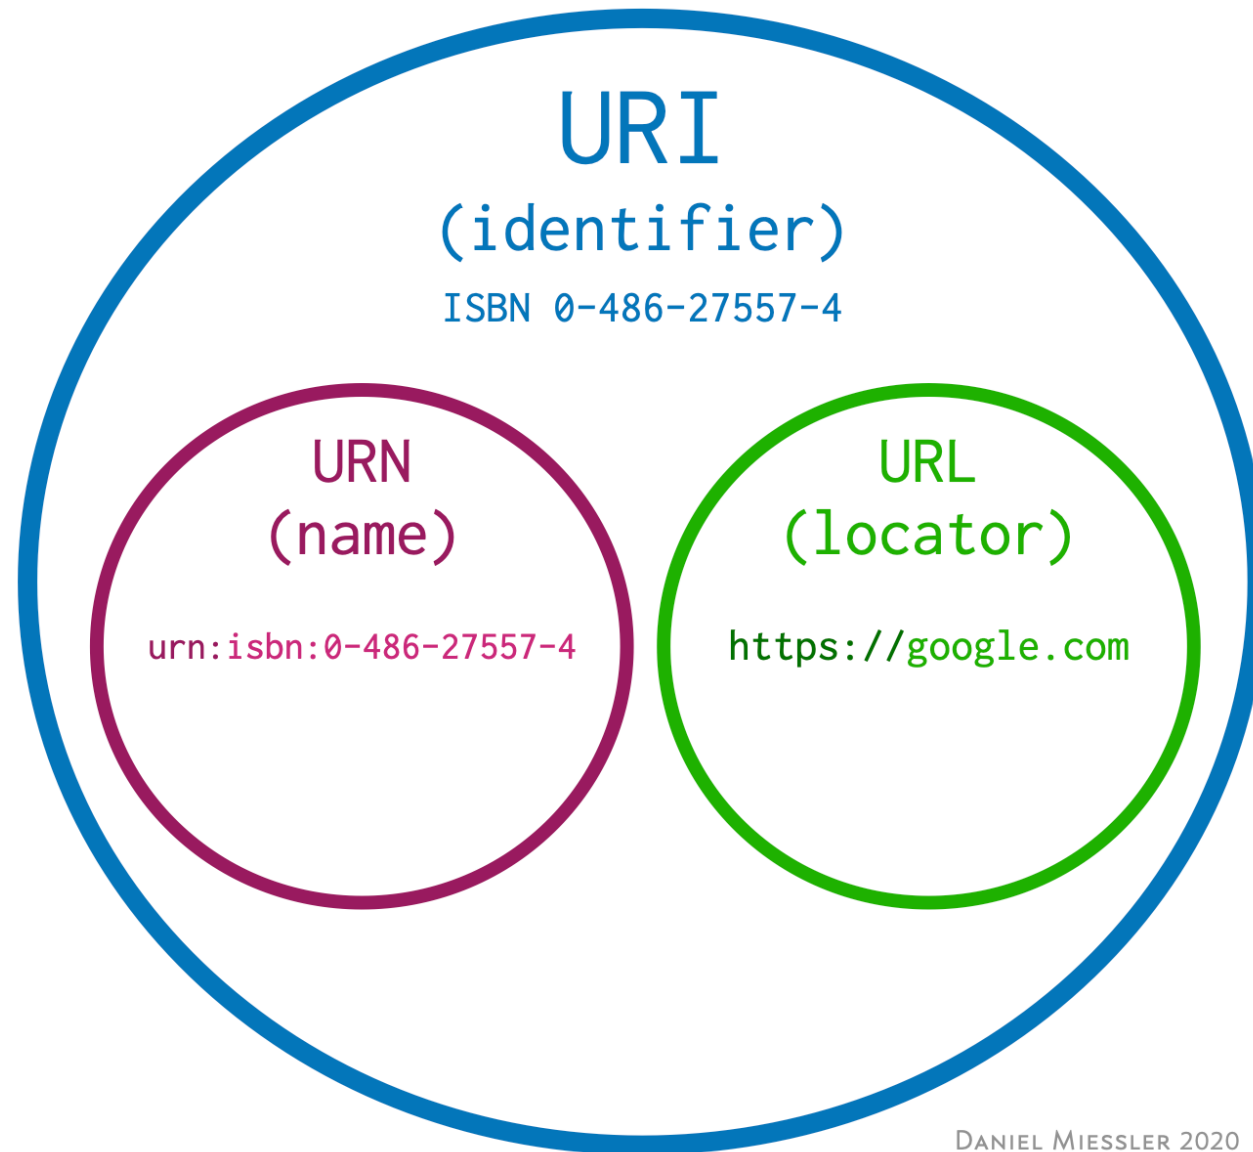 URI
(identifier)
ISBN 0-486-27557-4
URN
(name)
urn:isbn:0-486-27557-4
URL
(locator)
https://google.com
DANIEL MIESSLER 2020